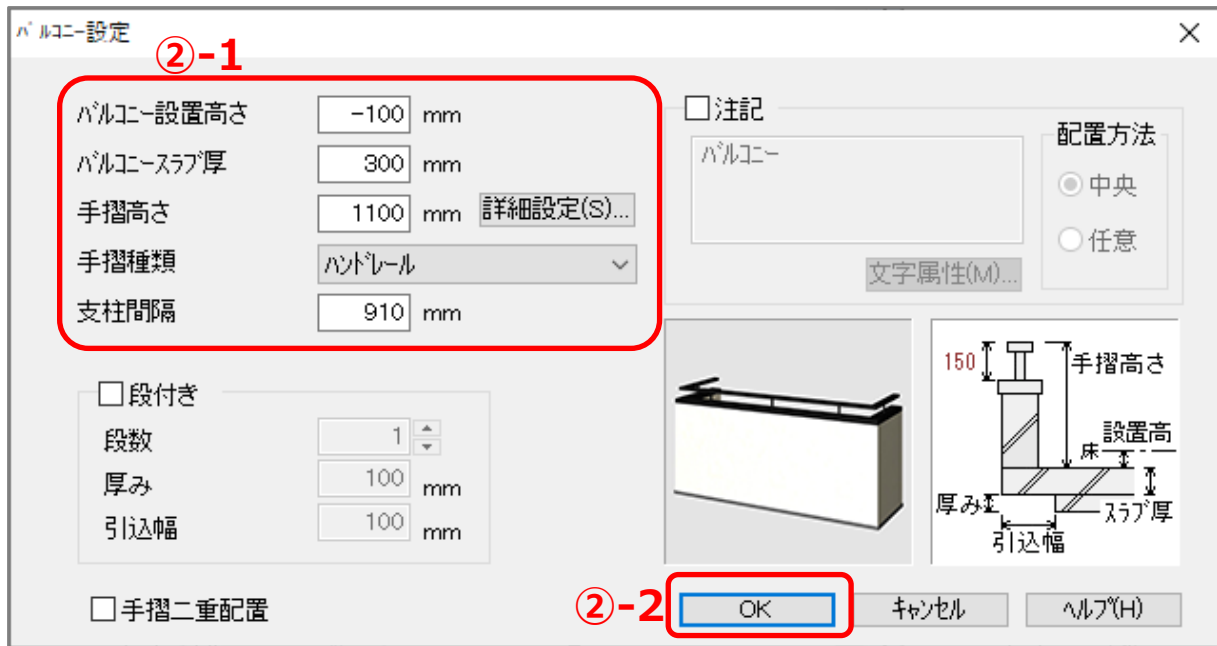 ﾊﾞﾙｺﾆｰ設定
②-1
ﾊﾞﾙｺﾆｰ設置高さ -100 mm
ﾊﾞﾙｺﾆｰｽﾗﾌﾞ厚 300 mm
手摺高さ 1100 mm 詳細設定(S)...
手摺種類 ﾊﾝﾄﾞﾚｰﾙ
支柱間隔 910 mm
段付き
段数 1
厚み 100 mm
引込幅 100 mm
手摺二重配置
注記
ﾊﾞﾙｺﾆｰ
文字属性(M)...
配置方法
中央
任意
150
手摺高さ
設置高
床
厚み
ｽﾗﾌﾞ厚
引込幅
②-2
OK
ｷｬﾝｾﾙ
ﾍﾙﾌﾟ(H)